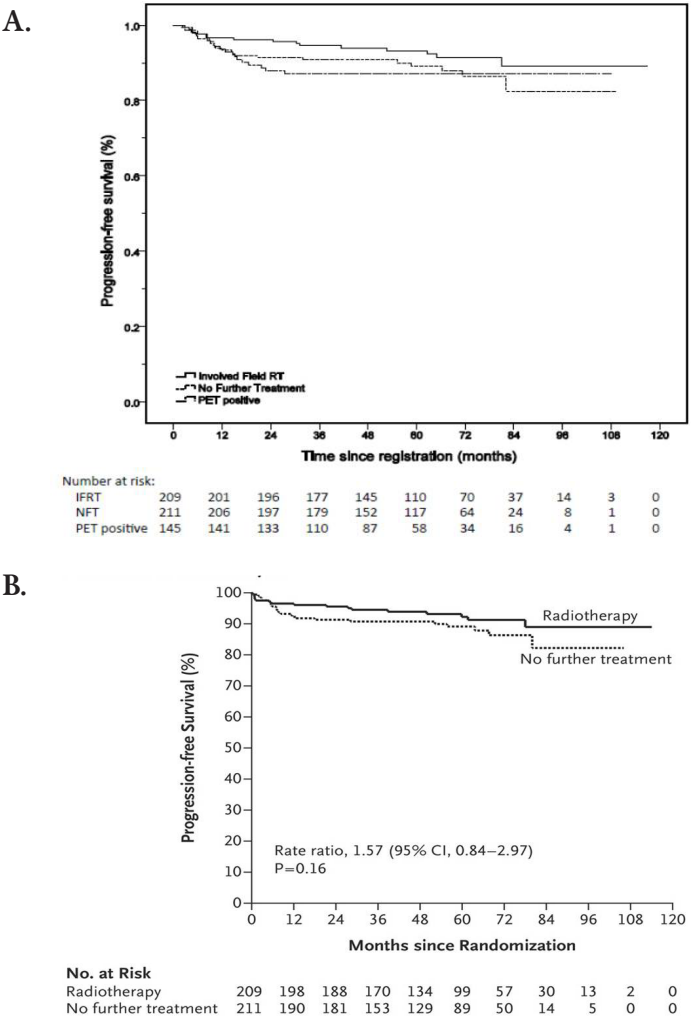 A.
Progression-free survival (%)
1.0
0.8
0.6
0.4
0.2
0.0
Involved Field RT
No Further Treatment
PET positive
0 12 24 36 48 60 72 84 96 108 120
Time since registration (months)
Number at risk:
IFRT 209 201 196 177 145 110 70 37 14 3 0
NFT 211 206 197 179 152 117 64 24 8 1 0
PET positive 145 141 133 110 87 58 34 16 4 1 0
B.
Progression-free Survival (%)
100
90
80
70
60
50
40
30
20
10
0
Radiotherapy
No further treatment
Rate ratio, 1.57 (95% CI, 0.84–2.97)
P=0.16
0 12 24 36 48 60 72 84 96 108 120
Months since Randomization
No. at Risk
Radiotherapy 209 198 188 170 134 99 57 30 13 2 0
No further treatment 211 190 181 153 129 89 50 14 5 0 0